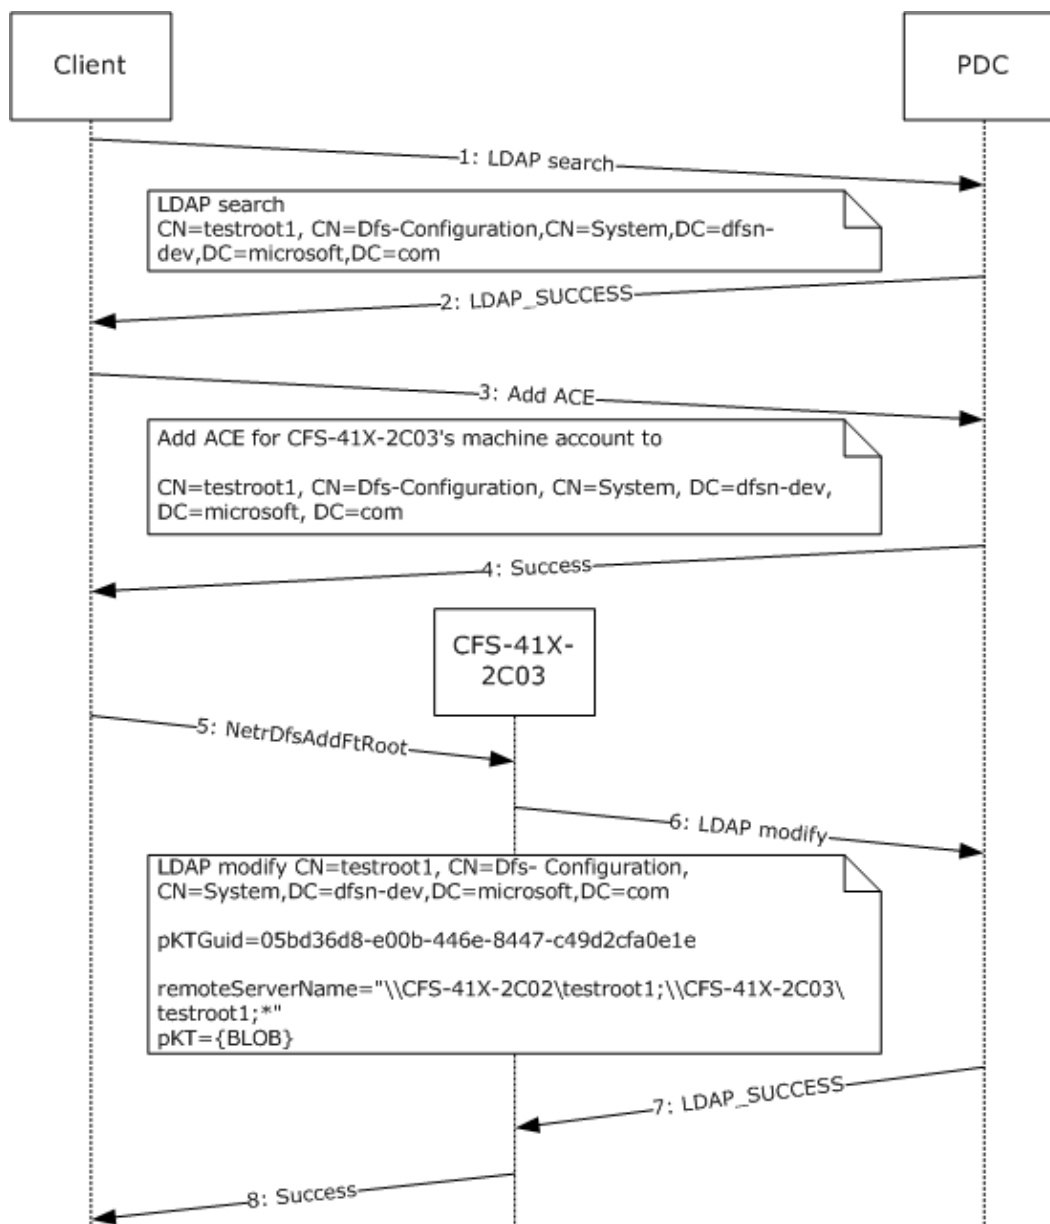 Client
PDC
1: LDAP search
LDAP search
CN=testroot1, CN=Dfs-Configuration,CN=System,DC=dfsn-
dev,DC=microsoft,DC=com
2: LDAP_SUCCESS
3: Add ACE
Add ACE for CFS-41X-2C03's machine account to
CN=testroot1, CN=Dfs-Configuration, CN=System, DC=dfsn-dev,
DC=microsoft, DC=com
4: Success
CFS-41X-
2C03
5: NetrDfsAddFtRoot
6: LDAP modify
LDAP modify CN=testroot1, CN=Dfs- Configuration,
CN=System,DC=dfsn-dev,DC=microsoft,DC=com
pKTGuid=05bd36d8-e00b-446e-8447-c49d2cfa0e1e
remoteServerName="\\CFS-41X-2C02\testroot1;\\CFS-41X-2C03\
testroot1;*"
pKT={BLOB}
7: LDAP_SUCCESS
8: Success